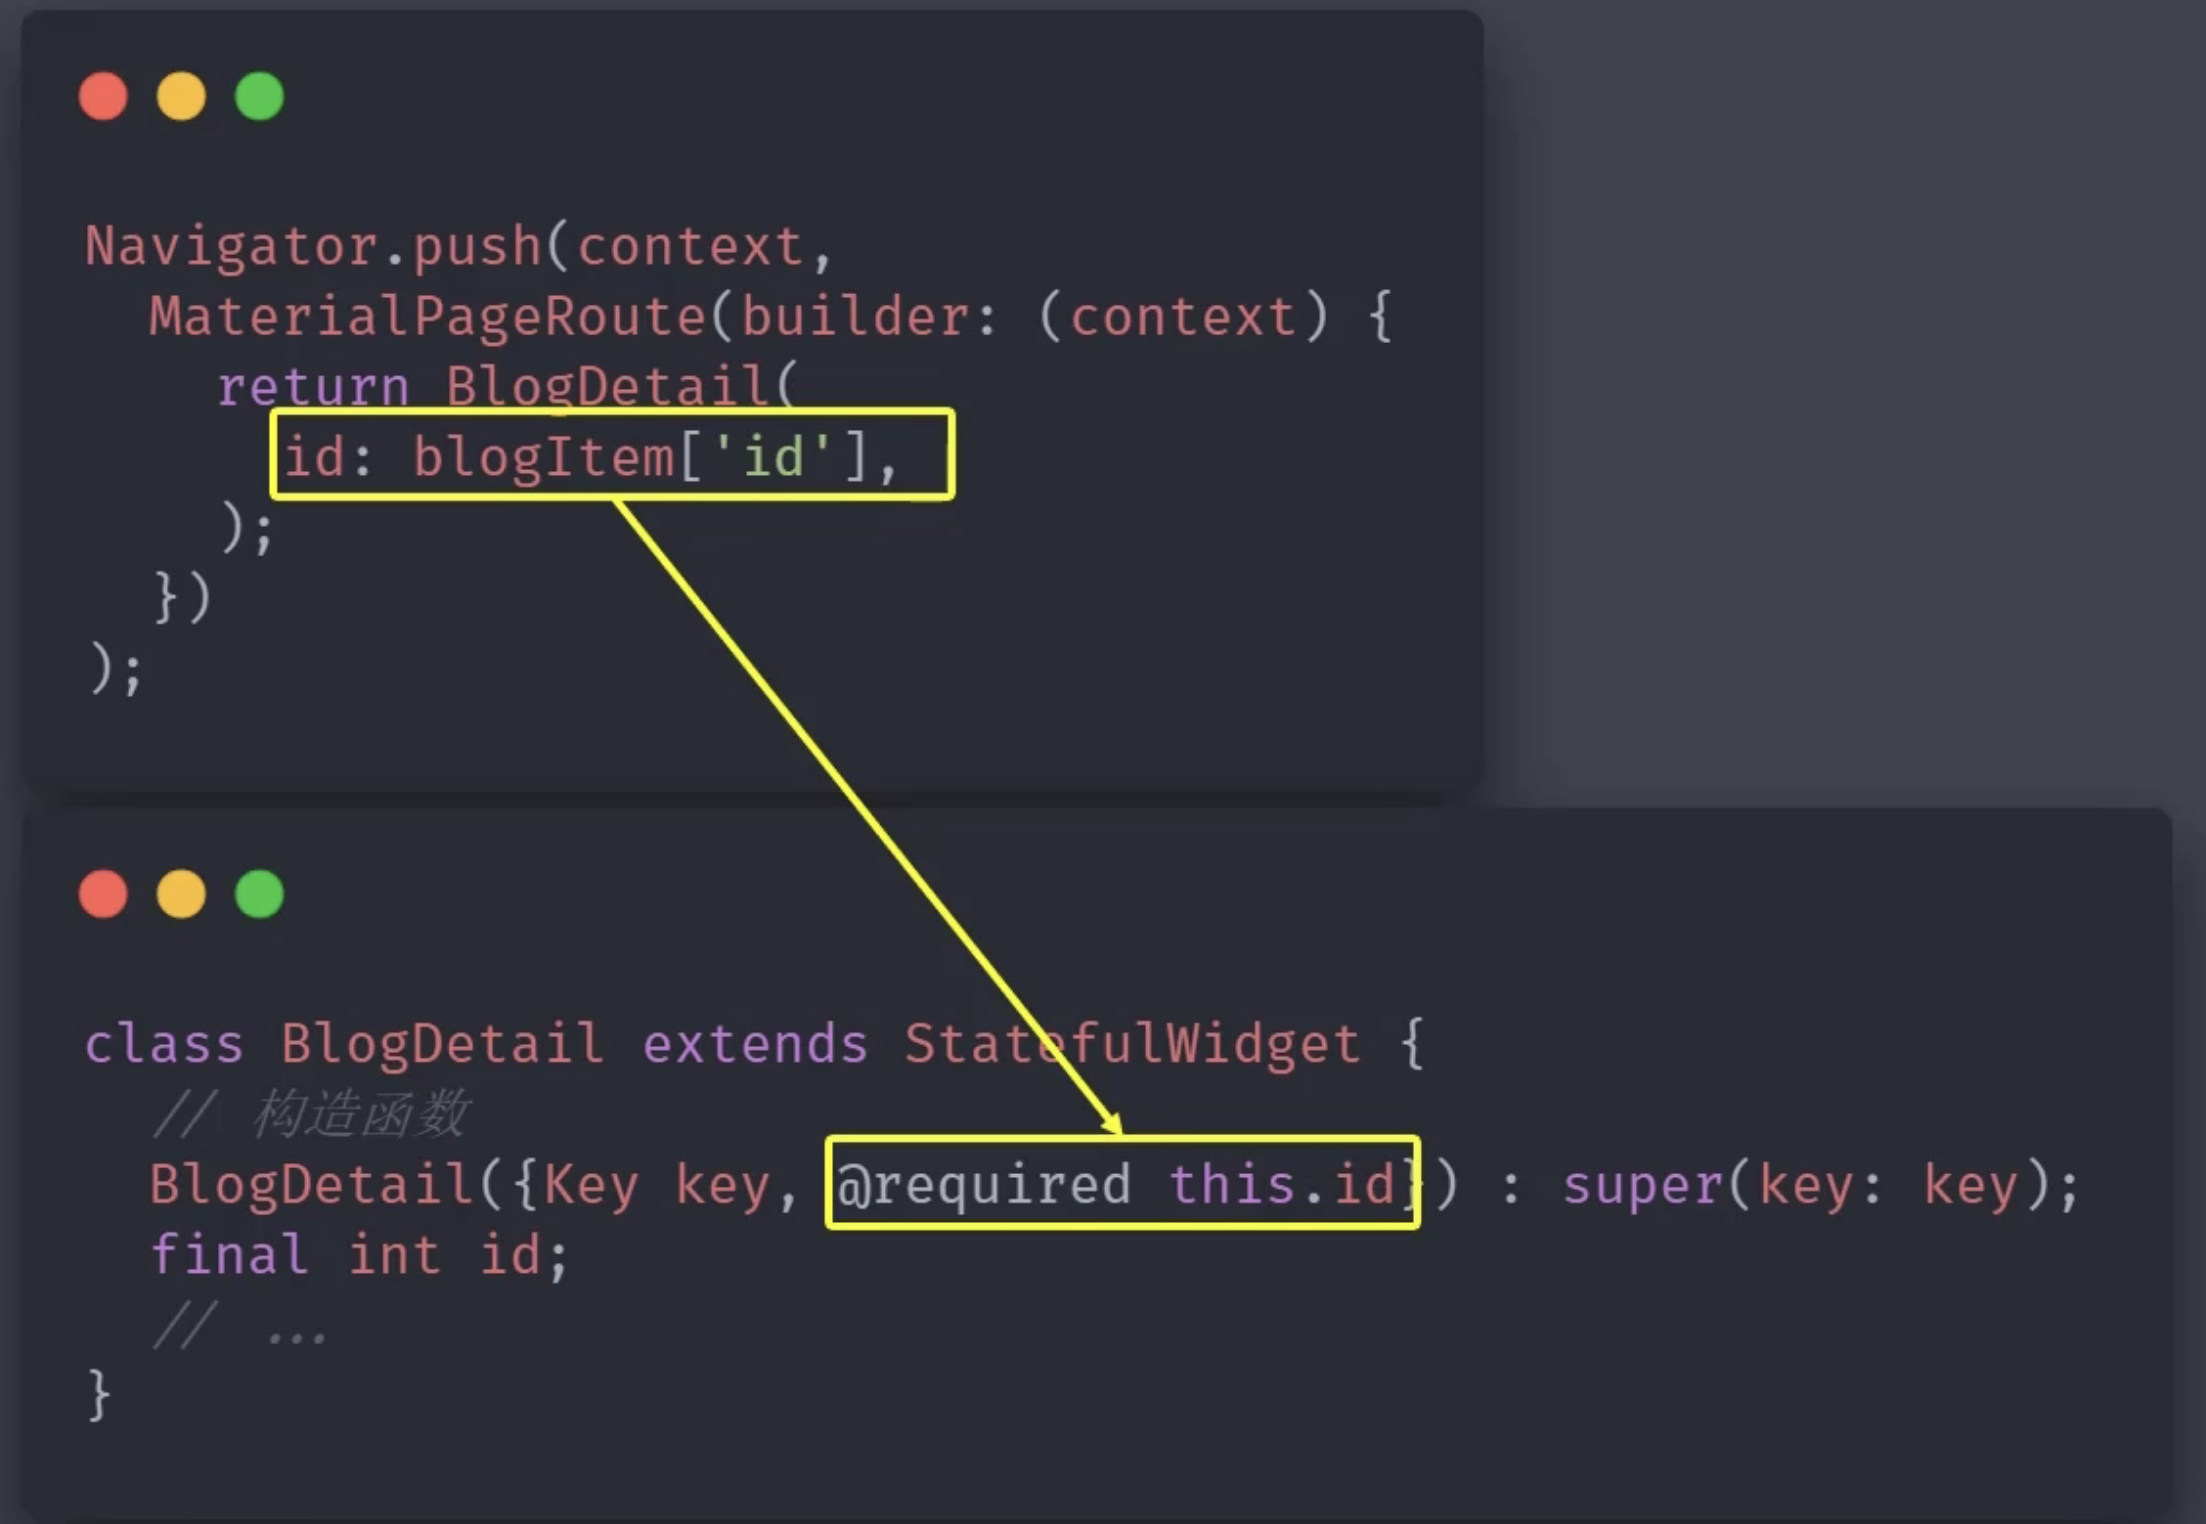 Navigator.push(context,
  MaterialPageRoute(builder: (context) {
    return BlogDetail(
      id: blogItem['id'],
    );
  })
);
class BlogDetail extends StatefulWidget {
  // 构造函数
  BlogDetail({Key key, @required this.id}) : super(key: key);
  final int id;
  // ...
}